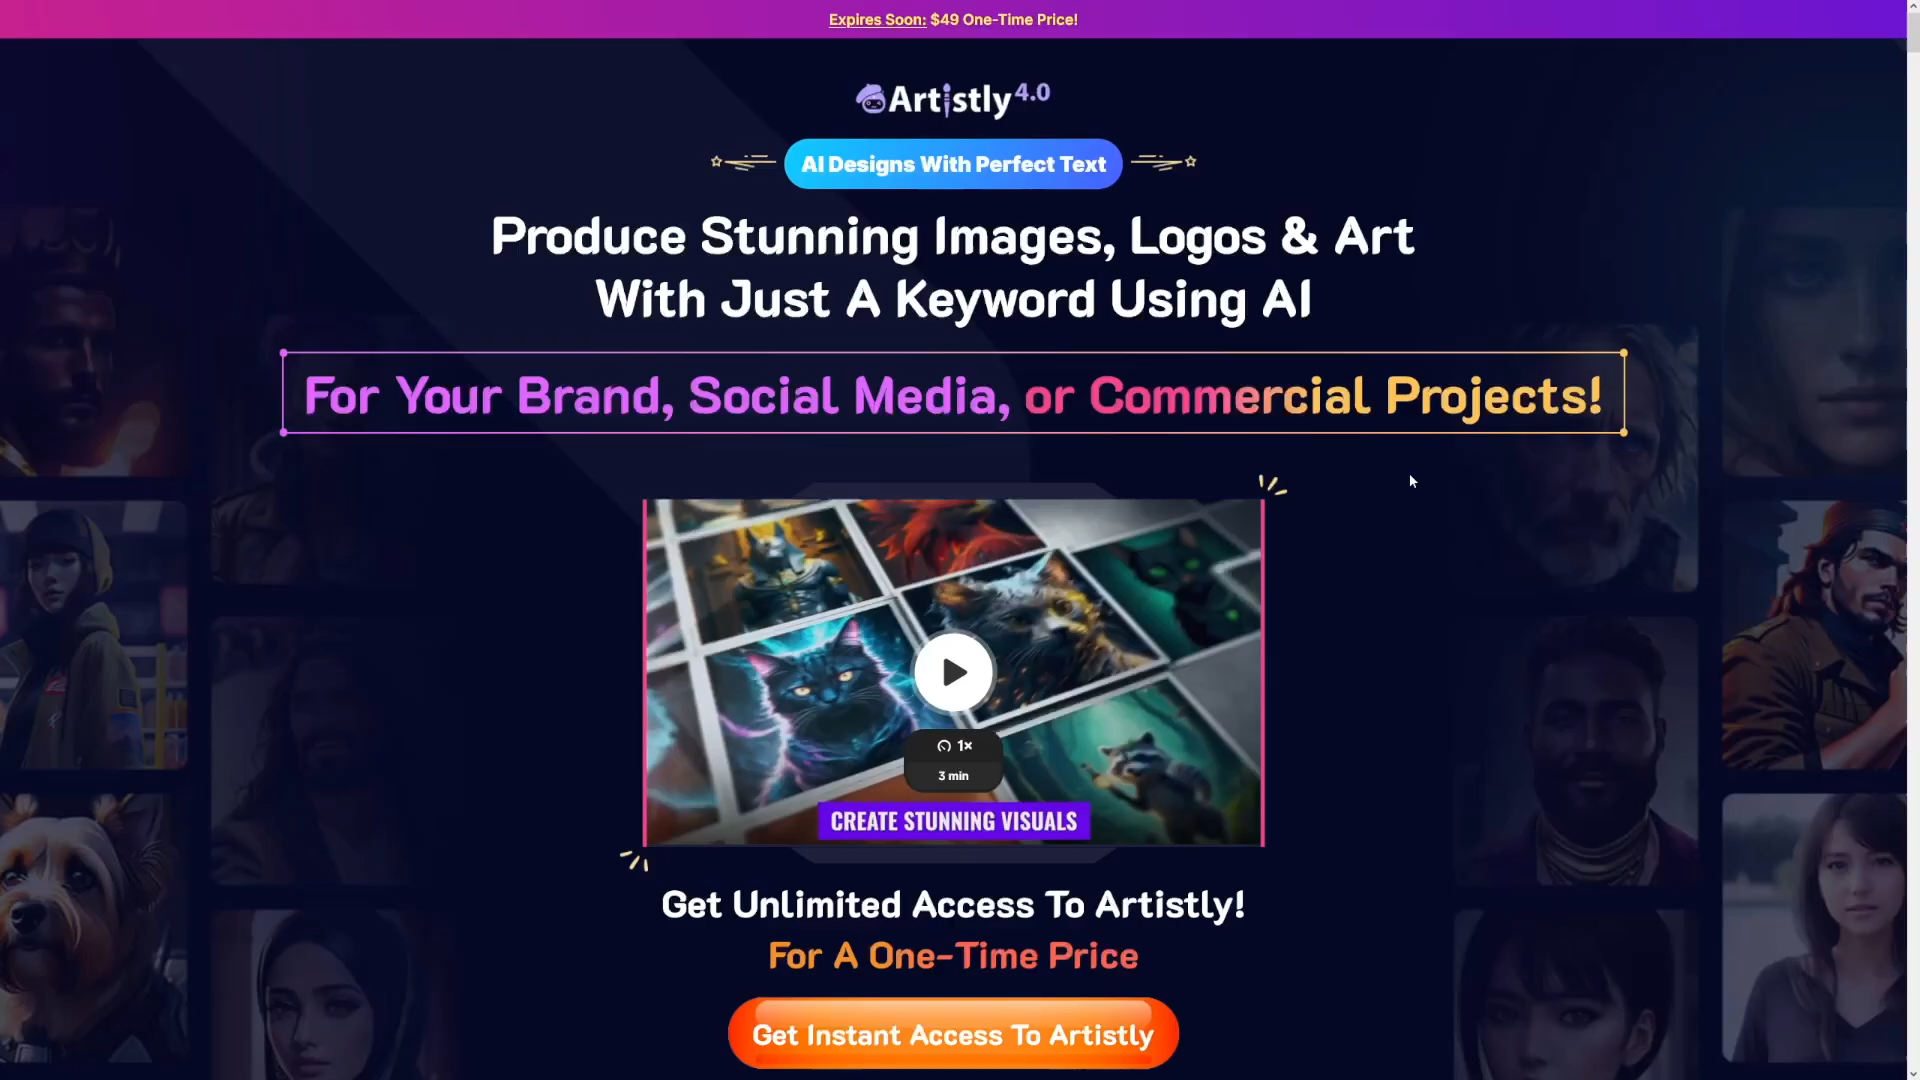 Expires Soon: $49 One-Time Price!
Artistly 4.0
AI Designs With Perfect Text
Produce Stunning Images, Logos & Art
With Just A Keyword Using AI
For Your Brand, Social Media, or Commercial Projects!
1×
3 min
CREATE STUNNING VISUALS
Get Unlimited Access To Artistly!
For A One-Time Price
Get Instant Access To Artistly